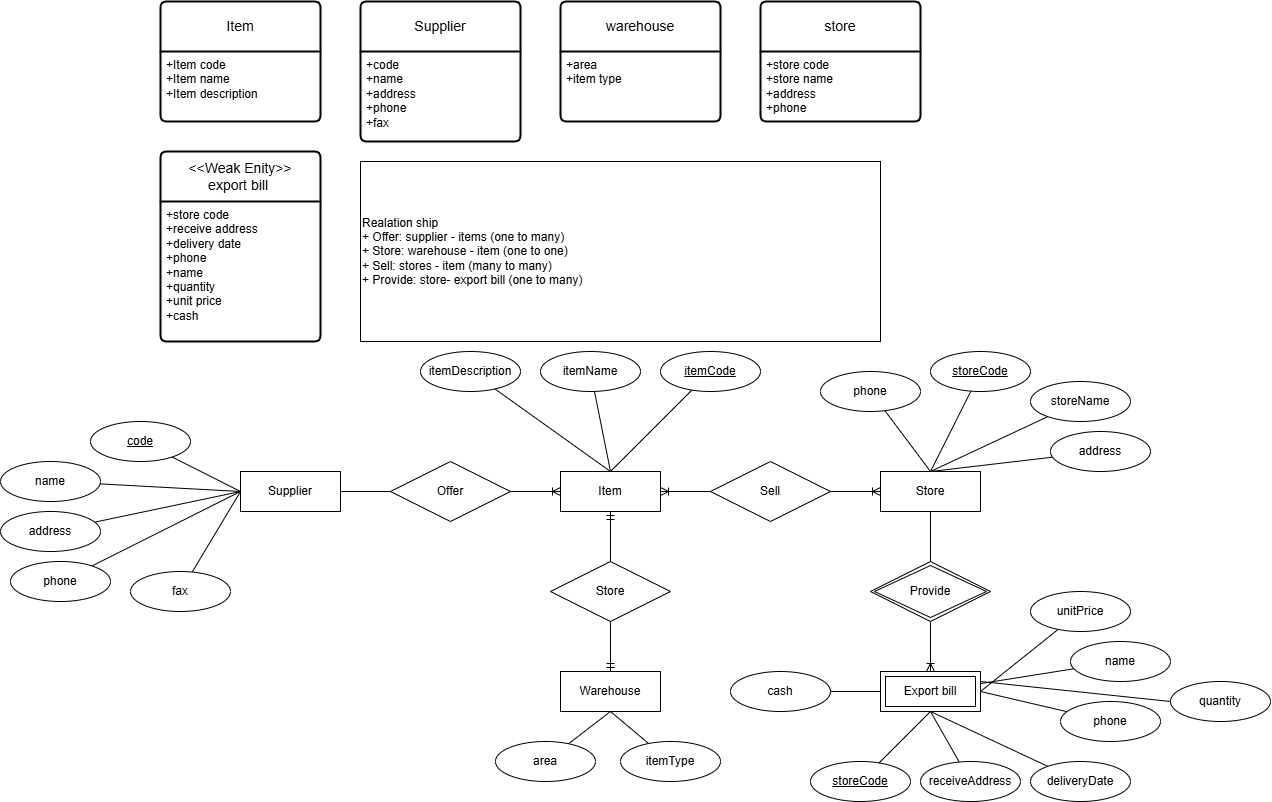 Item
+Item code
+Item name
+Item description
Supplier
+code
+name
+address
+phone
+fax
warehouse
+area
+item type
store
+store code
+store name
+address
+phone
<<Weak Enity>>
export bill
+store code
+receive address
+delivery date
+phone
+name
+quantity
+unit price
+cash
Realation ship
+ Offer: supplier - items (one to many)
+ Store: warehouse - item (one to one)
+ Sell: stores - item (many to many)
+ Provide: store- export bill (one to many)
itemDescription
itemName
itemCode
phone
storeCode
storeName
address
code
name
address
phone
fax
Supplier
Offer
Item
Sell
Store
Store
Provide
Warehouse
area
itemType
unitPrice
name
quantity
phone
cash
Export bill
storeCode
receiveAddress
deliveryDate